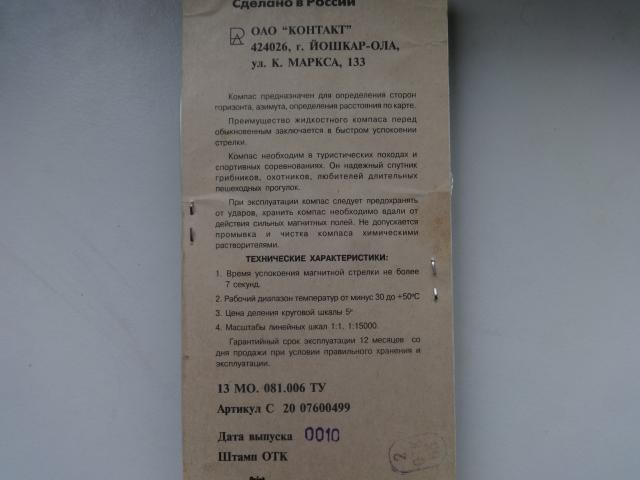 Сделано в России
ОАО “КОНТАКТ”
424026, г. ЙОШКАР-ОЛА,
ул. К. МАРКСА, 133
Компас предназначен для определения сторон
горизонта, азимута, определения расстояния по карте.
Преимущество жидкостного компаса перед
обыкновенным заключается в быстром успокоении
стрелки.
Компас необходим в туристических походах и
спортивных соревнованиях. Он надежный спутник
грибников, охотников, любителей длительных
пешеходных прогулок.
При эксплуатации компас следует предохранять
от ударов, хранить компас необходимо вдали от
действия сильных магнитных полей. Не допускается
промывка и чистка компаса химическими
растворителями.
ТЕХНИЧЕСКИЕ ХАРАКТЕРИСТИКИ:
1. Время успокоения магнитной стрелки не более
7 секунд.
2. Рабочий диапазон температур от минус 30 до +50°С
3. Цена деления круговой шкалы 5°
4. Масштабы линейных шкал 1:1, 1:15000.
Гарантийный срок эксплуатации 12 месяцев со
дня продажи при условии правильного хранения и
эксплуатации.
13 МО. 081.006 ТУ
Артикул С 20 07600499
Дата выпуска 0010
Штамп ОТК